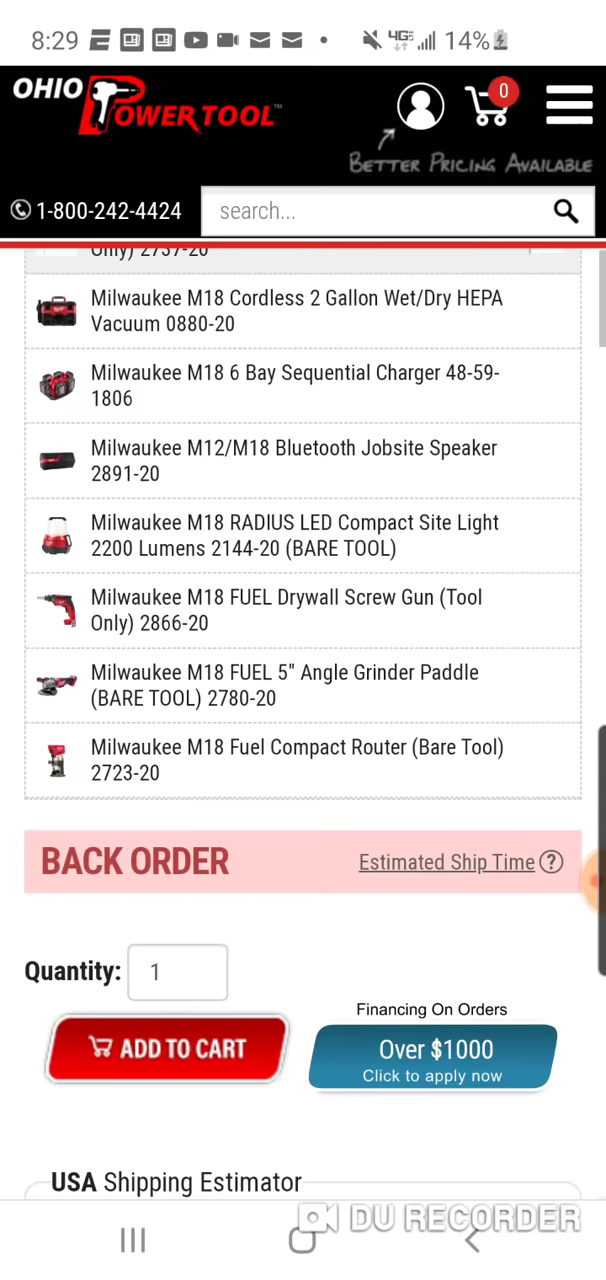 8:29
4GE
14%
OHIO
POWER TOOL™
0
BETTER PRICING AVAILABLE
1-800-242-4424
search...
Only) 2737-20
Milwaukee M18 Cordless 2 Gallon Wet/Dry HEPA
Vacuum 0880-20
Milwaukee M18 6 Bay Sequential Charger 48-59-
1806
Milwaukee M12/M18 Bluetooth Jobsite Speaker
2891-20
Milwaukee M18 RADIUS LED Compact Site Light
2200 Lumens 2144-20 (BARE TOOL)
Milwaukee M18 FUEL Drywall Screw Gun (Tool
Only) 2866-20
Milwaukee M18 FUEL 5" Angle Grinder Paddle
(BARE TOOL) 2780-20
Milwaukee M18 Fuel Compact Router (Bare Tool)
2723-20
BACK ORDER
Estimated Ship Time ?
Quantity: 1
Financing On Orders
ADD TO CART
Over $1000
Click to apply now
USA Shipping Estimator
DU RECORDER